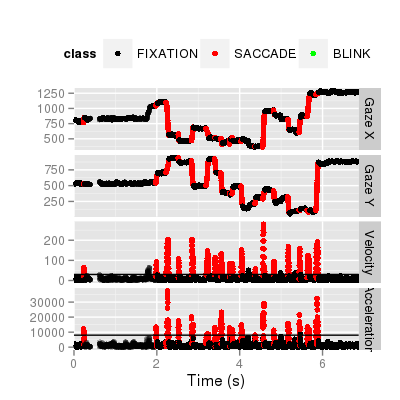 class FIXATION SACCADE BLINK
1250
1000
750
500
Gaze X
750
500
250
Gaze Y
200
100
0
Velocity
30000
20000
10000
0
Acceleration
0 2 4 6
Time (s)